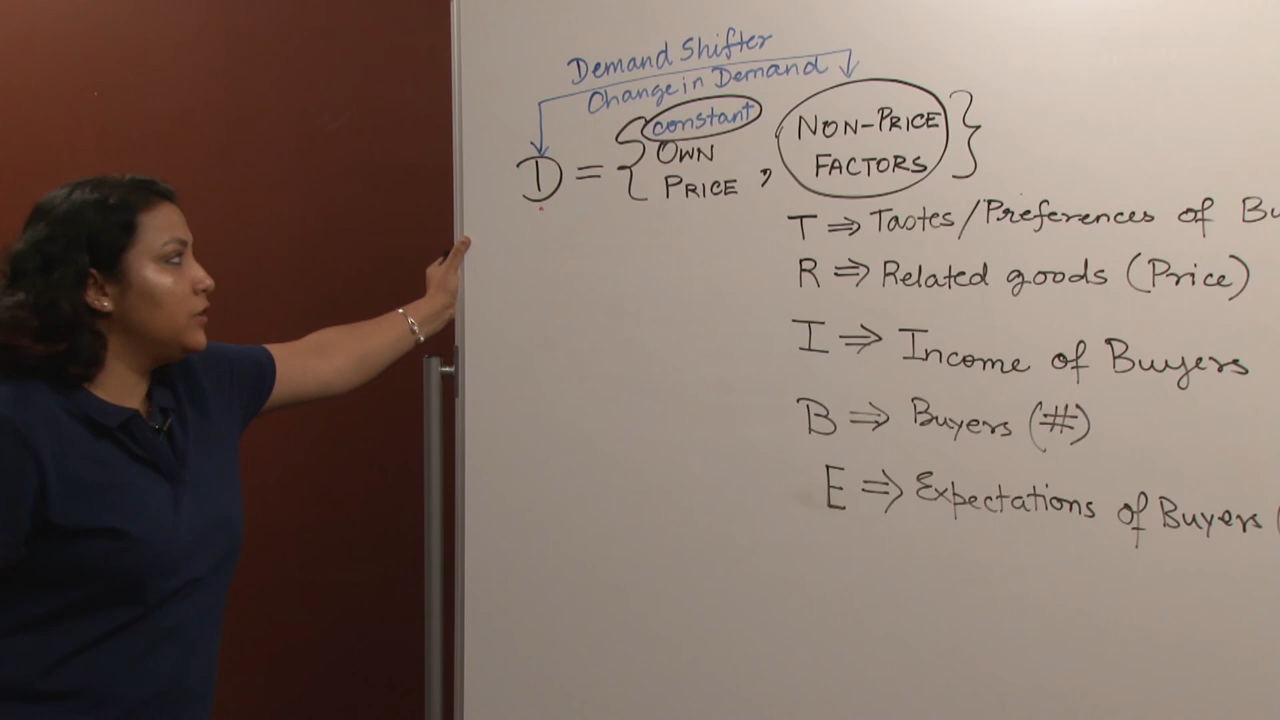 Demand Shifter
Change in Demand
constant
D = { OWN PRICE , NON-PRICE FACTORS }
T ⇒ Tastes/Preferences of Bu
R ⇒ Related goods (Price)
I ⇒ Income of Buyers
B ⇒ Buyers (#)
E ⇒ Expectations of Buyers (